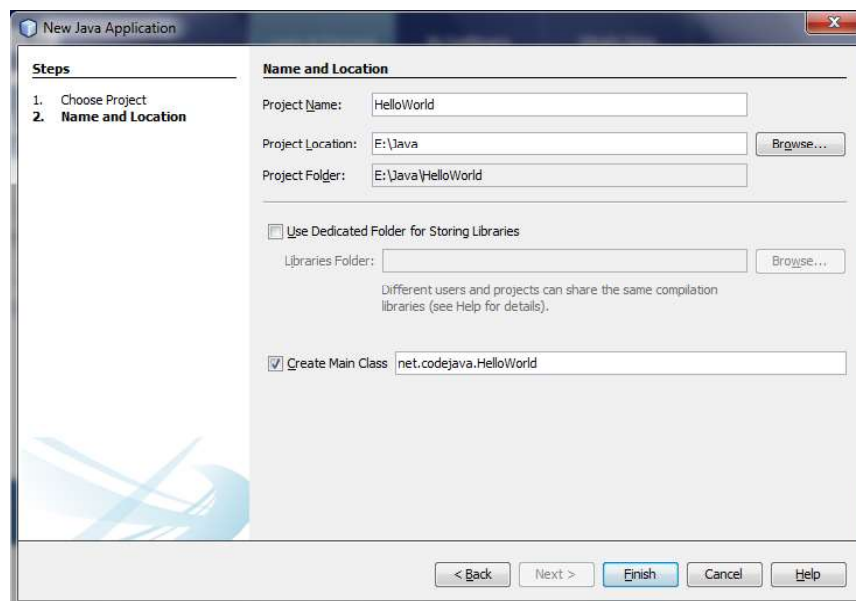 New Java Application
X
Steps
1. Choose Project
2. Name and Location
Name and Location
Project Name: HelloWorld
Project Location: E:\Java Browse...
Project Folder: E:\Java\HelloWorld
Use Dedicated Folder for Storing Libraries
Libraries Folder: Browse...
Different users and projects can share the same compilation
libraries (see Help for details).
Create Main Class net.codejava.HelloWorld
< Back Next > Finish Cancel Help